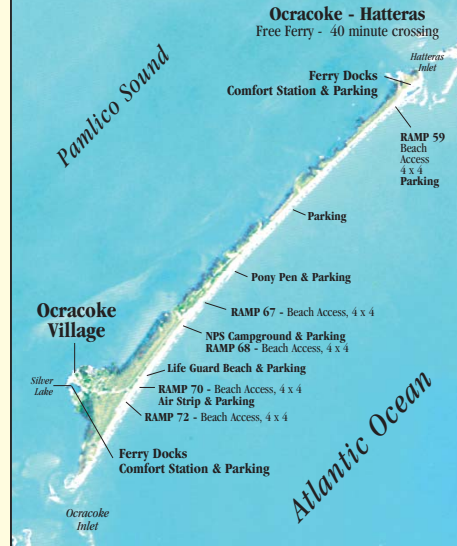 Ocracoke - Hatteras
Free Ferry - 40 minute crossing
Hatteras
Inlet
Pamlico Sound
Ferry Docks
Comfort Station & Parking
RAMP 59
Beach
Access
4 x 4
Parking
Parking
Pony Pen & Parking
RAMP 67 - Beach Access, 4 x 4
Ocracoke
Village
NPS Campground & Parking
RAMP 68 - Beach Access, 4 x 4
Life Guard Beach & Parking
Silver
Lake
RAMP 70 - Beach Access, 4 x 4
Air Strip & Parking
RAMP 72 - Beach Access, 4 x 4
Ferry Docks
Comfort Station & Parking
Atlantic Ocean
Ocracoke
Inlet